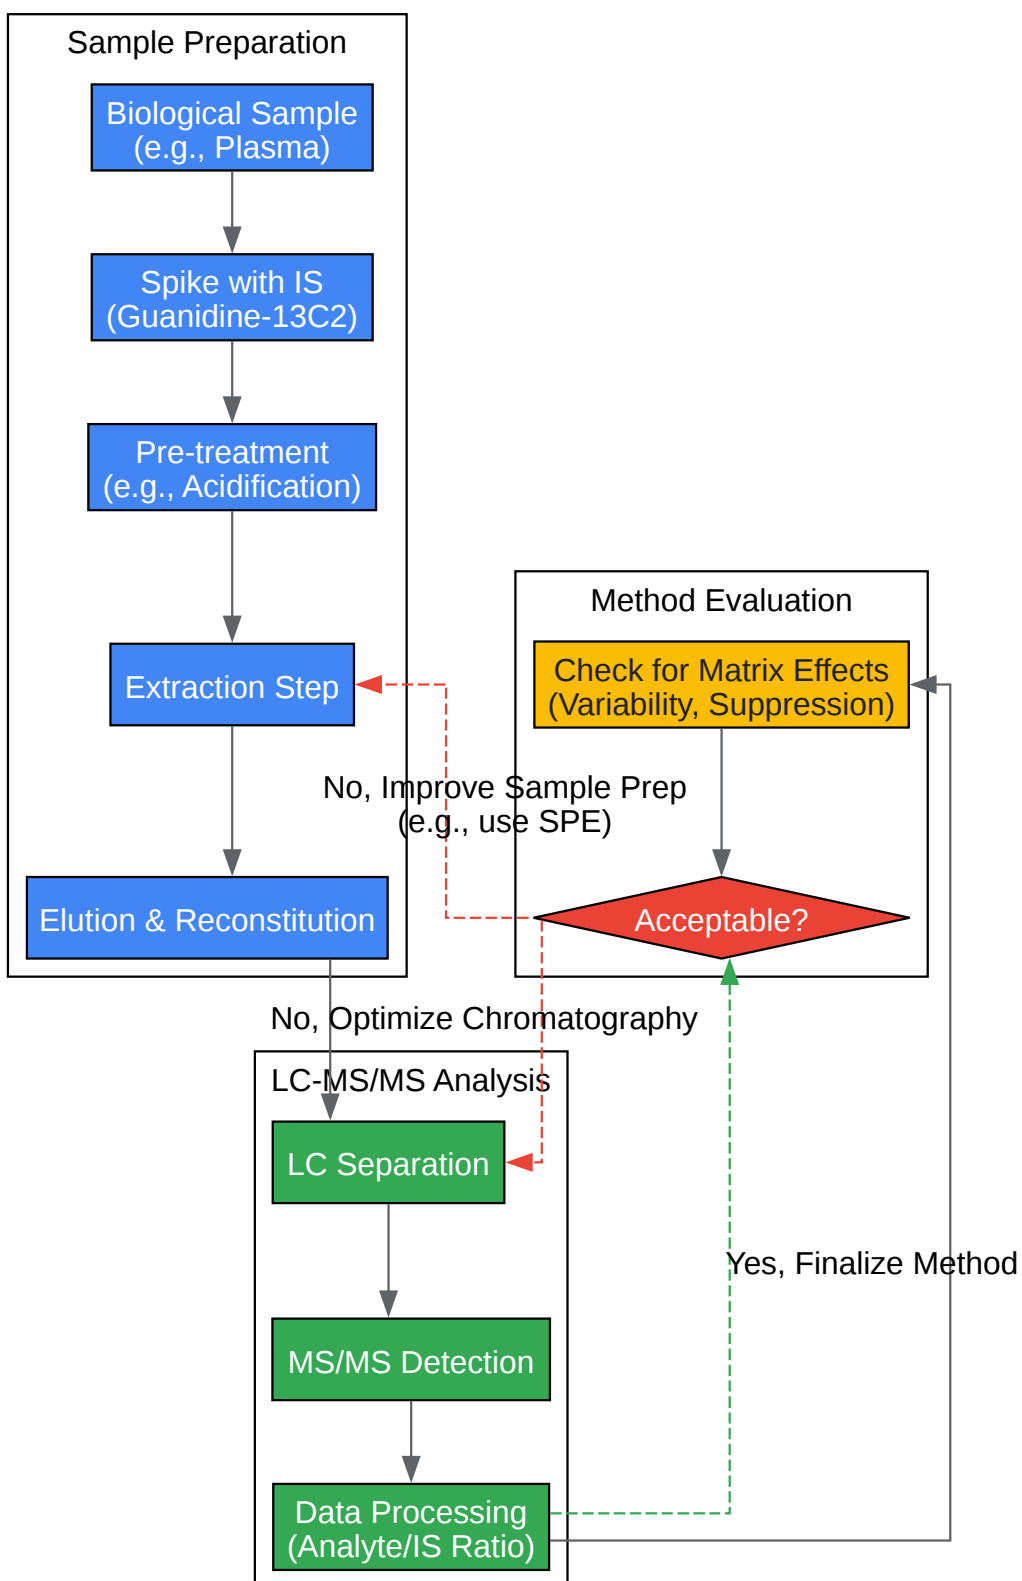 Sample Preparation
Biological Sample
(e.g., Plasma)
Spike with IS
(Guanidine-13C2)
Pre-treatment
(e.g., Acidification)
Extraction Step
Elution & Reconstitution
Method Evaluation
Check for Matrix Effects
(Variability, Suppression)
No, Improve Sample Prep
(e.g., use SPE)
Acceptable?
No, Optimize Chromatography
LC-MS/MS Analysis
LC Separation
MS/MS Detection
Data Processing
(Analyte/IS Ratio)
Yes, Finalize Method